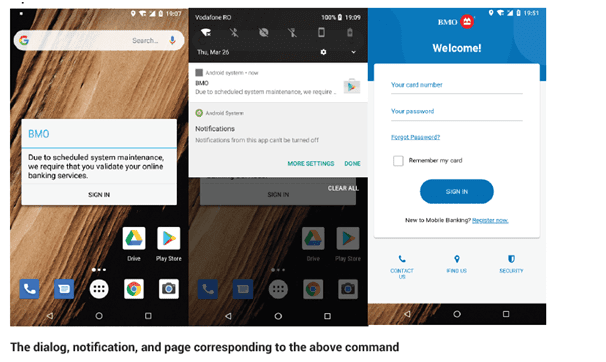 19:07
G
Search...
BMO
Due to scheduled system maintenance,
we require that you validate your online
banking services.
SIGN IN
Drive
Play Store
Vodafone RO
100%
19:09
Thu, Mar 26
Android system • now
BMO
Due to scheduled system maintenance, we require ..
Android System
Notifications
Notifications from this app can't be turned off
MORE SETTINGS
DONE
CLEAR ALL
SIGN IN
Drive
Play Store
19:51
BMO
Welcome!
Your card number
Your password
Forgot Password?
Remember my card
SIGN IN
New to Mobile Banking? Register now.
CONTACT
US
FING US
SECURITY
The dialog, notification, and page corresponding to the above command